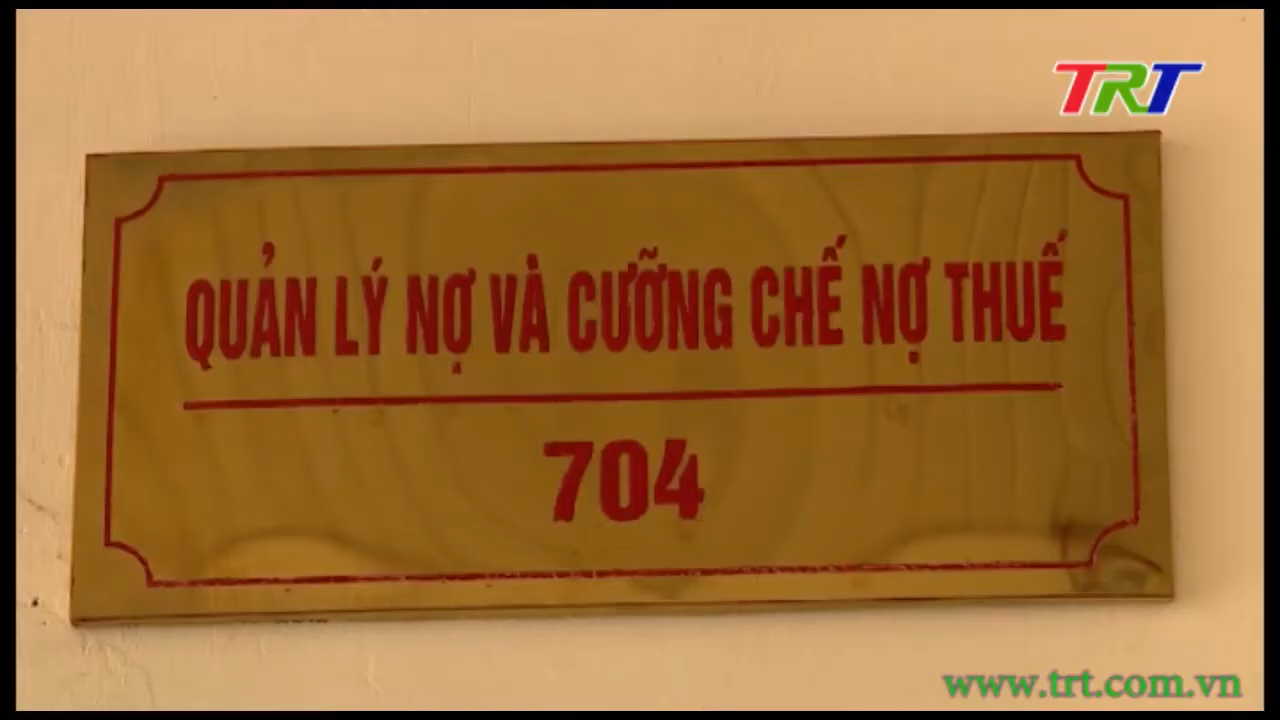 TRT
QUẢN LÝ NỢ VÀ CƯỠNG CHẾ NỢ THUẾ
704
www.trt.com.vn